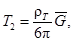 T₂ = ρ_T / 6π G̅,